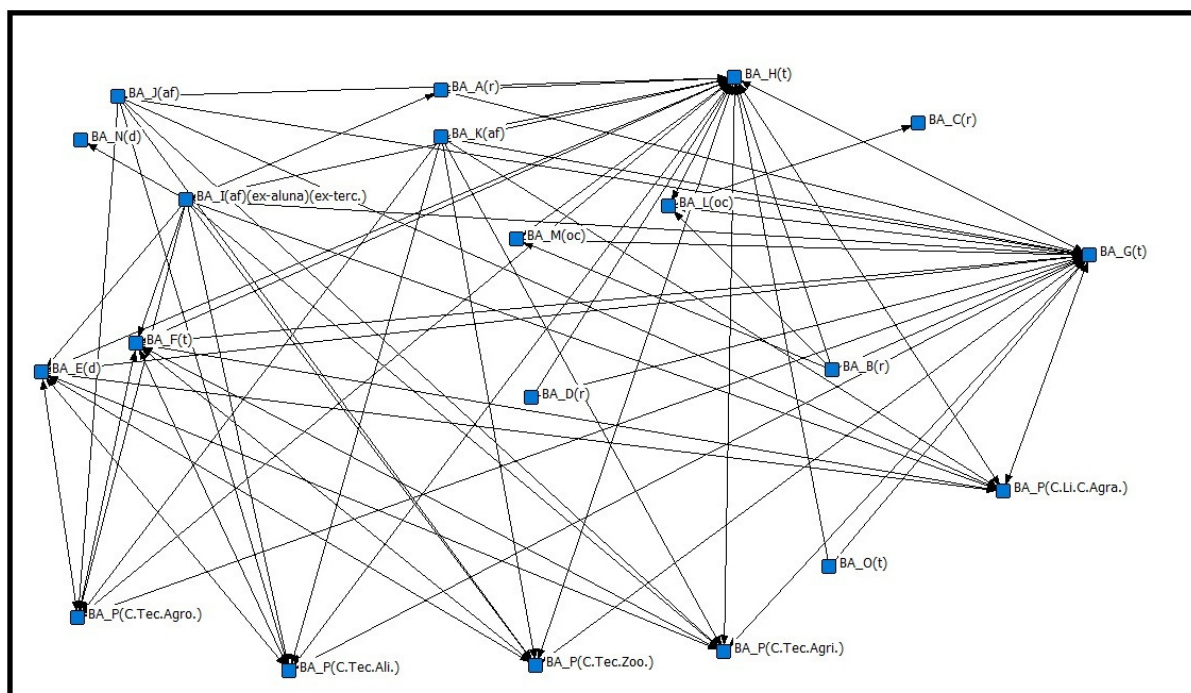 BA_H(t)
BA_A(r)
BA_J(af)
BA_C(r)
BA_K(af)
BA_N(d)
BA_I(af)(ex-aluna)(ex-terc.)
BA_L(oc)
BA_M(oc)
BA_G(t)
BA_F(t)
BA_E(d)
BA_B(r)
BA_D(r)
BA_P(C.Li.C.Agra.)
BA_O(t)
BA_P(C.Tec.Agro.)
BA_P(C.Tec.Agri.)
BA_P(C.Tec.Zoo.)
BA_P(C.Tec.Ali.)